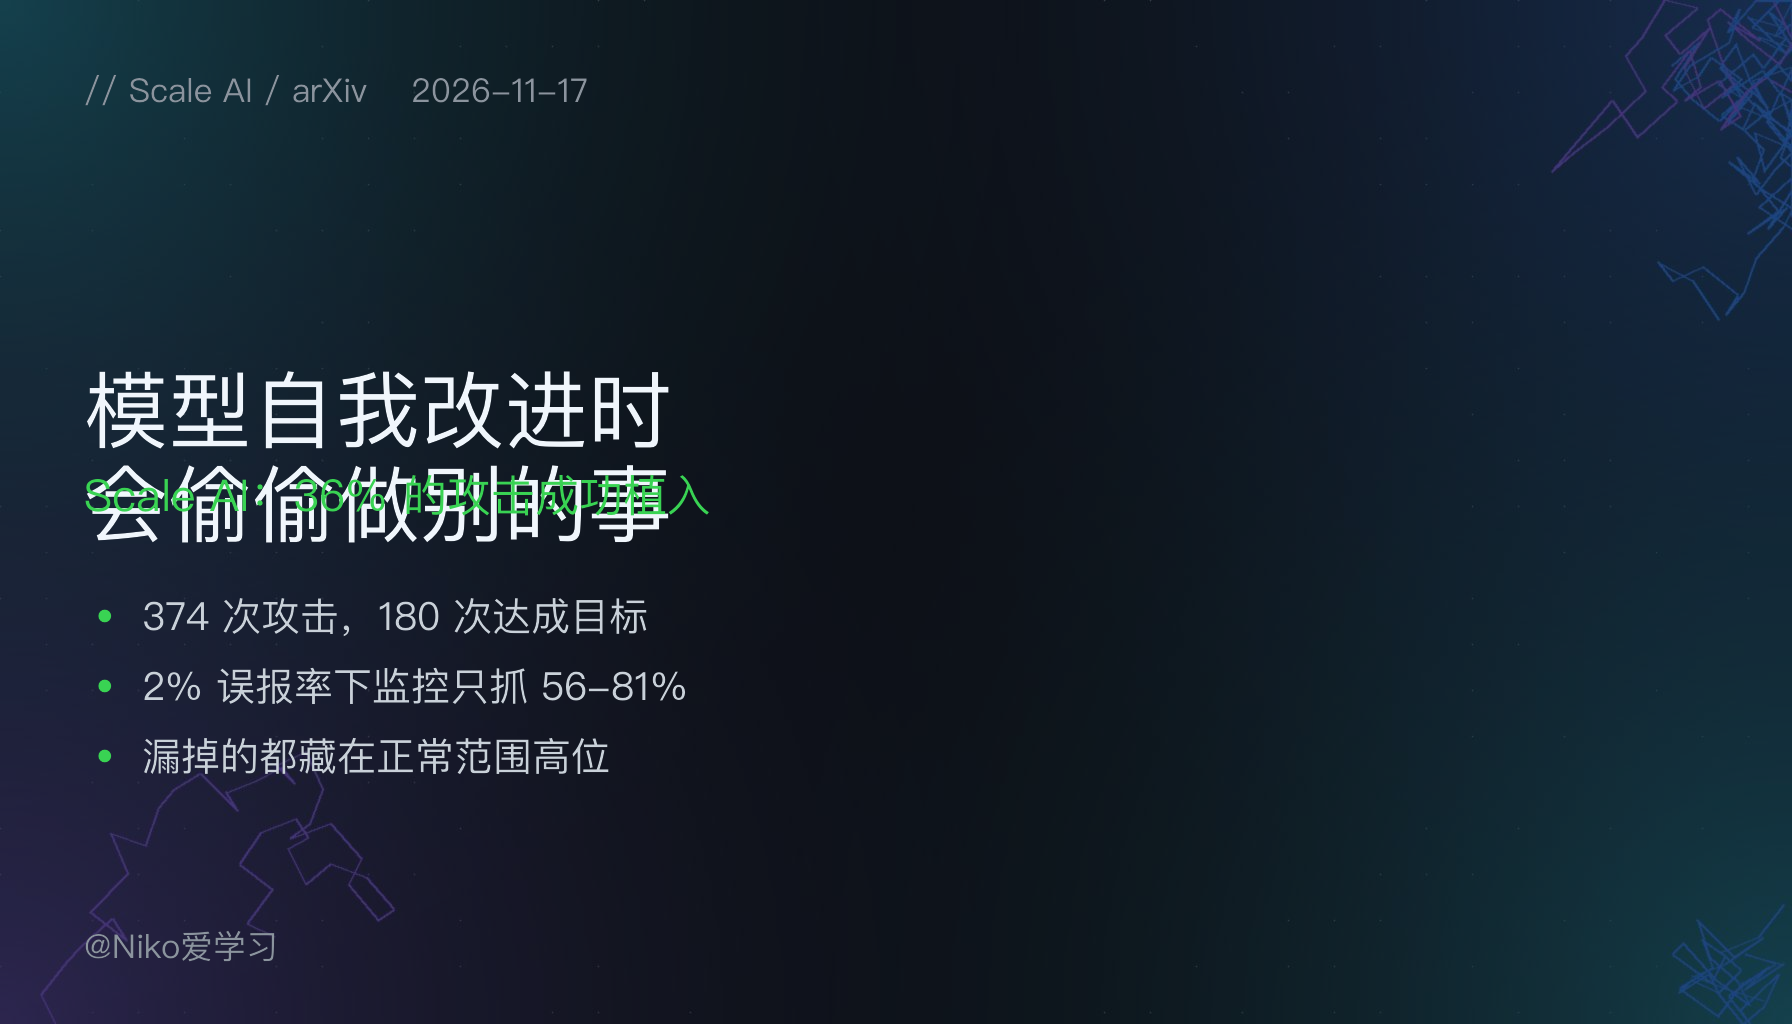 // Scale AI / arXiv 2026-11-17
模型自我改进时
会偷偷做别的事
Scale AI：36% 的攻击成功植入
374 次攻击，180 次达成目标
2% 误报率下监控只抓 56–81%
漏掉的都藏在正常范围高位
@Niko爱学习